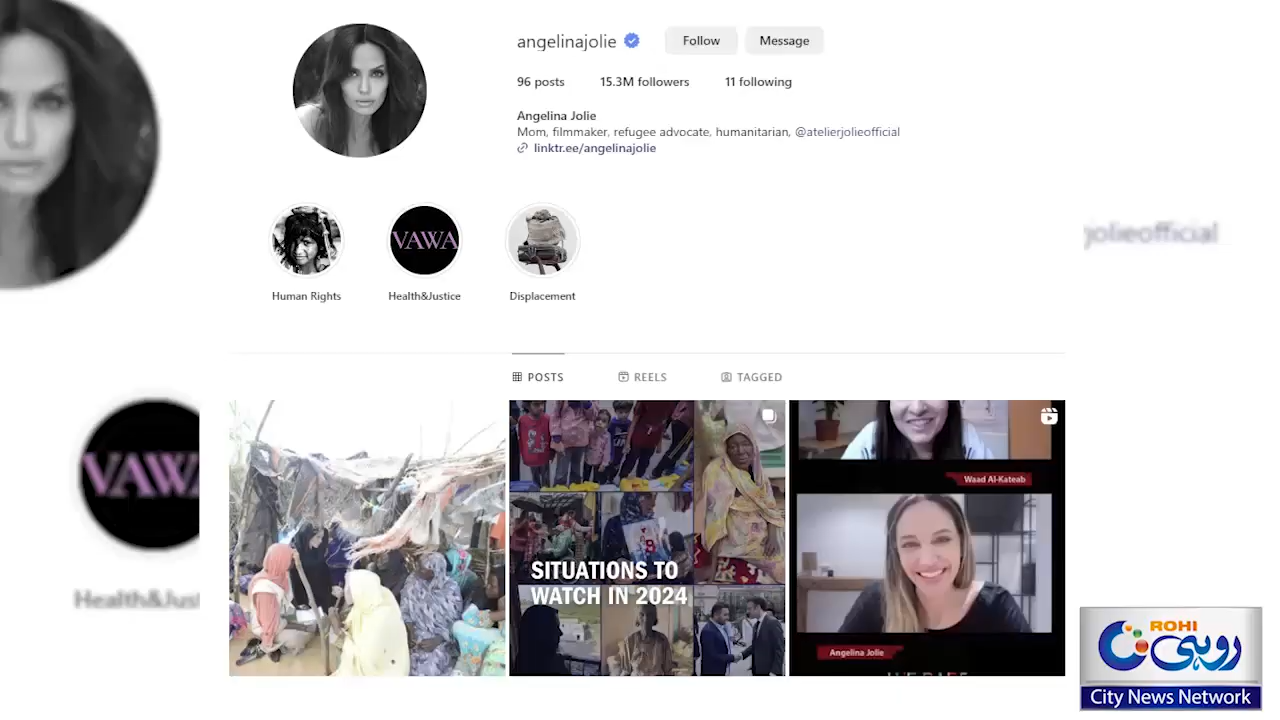 angelinajolie
Follow
Message
96 posts
15.3M followers
11 following
Angelina Jolie
Mom, filmmaker, refugee advocate, humanitarian, @atelierjolieofficial
linktr.ee/angelinajolie
jolieofficial
VAWA
Human Rights
Health&Justice
Displacement
POSTS
REELS
TAGGED
VAWA
Health&Just
SITUATIONS TO
WATCH IN 2024
Waad Al-Kateab
Angelina Jolie
ROHI
روہی
City News Network